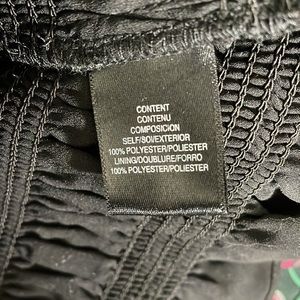 CONTENT
CONTENU
COMPOSICION
SELF/SOI/EXTERIOR
100% POLYESTER/POLIESTER
LINING/DOUBLURE/FORRO
100% POLYESTER/POLIESTER